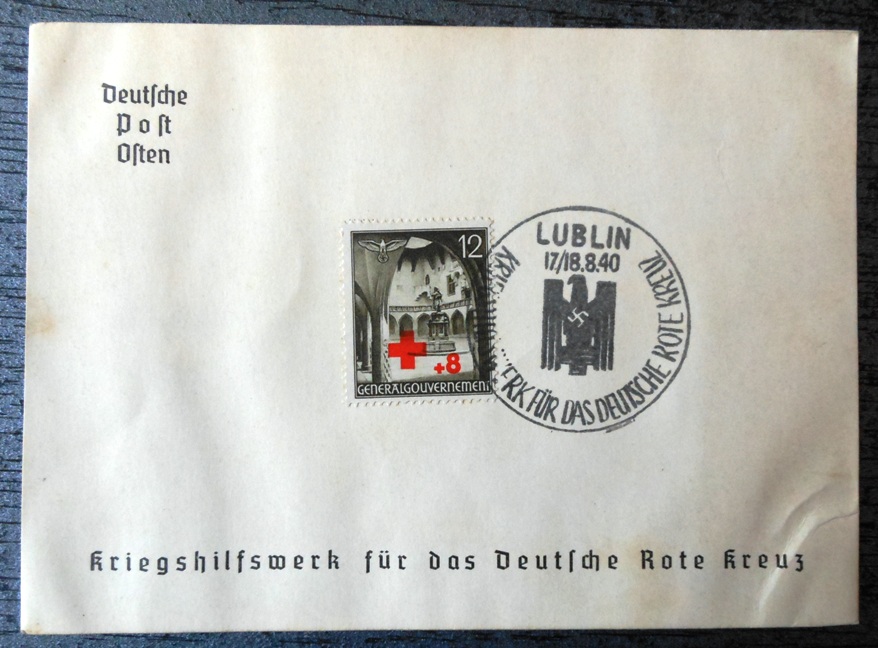 Deutſche
Poſt
Oſten
12
+8
GENERALGOUVERNEMENT
LUBLIN
17/18.8.40
FÜR DAS DEUTSCHE ROTE KREUZ
Kriegshilfswerk für das Deutſche Rote Kreuz